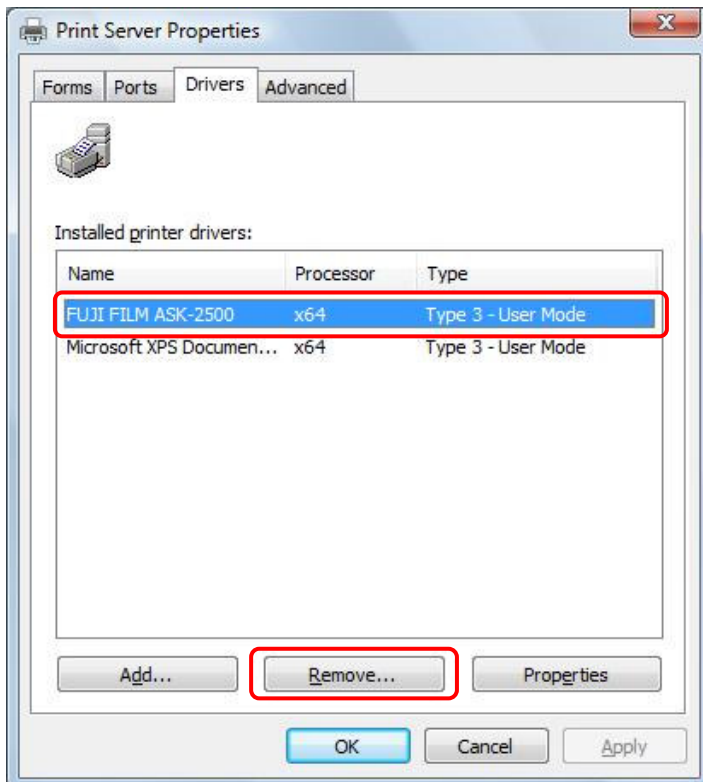 Print Server Properties
Forms Ports Drivers Advanced
Installed printer drivers:
Name Processor Type
FUJI FILM ASK-2500 x64 Type 3 - User Mode
Microsoft XPS Documen... x64 Type 3 - User Mode
Add... Remove... Properties
OK Cancel Apply